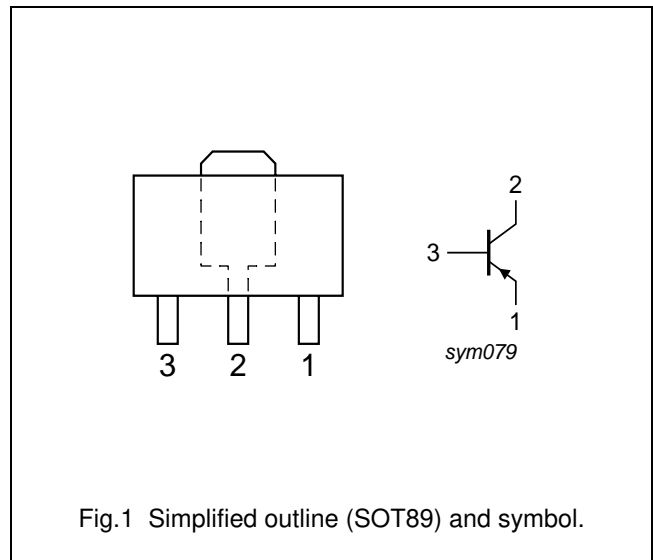 3 2 1
2
3
1
sym079
Fig.1 Simplified outline (SOT89) and symbol.